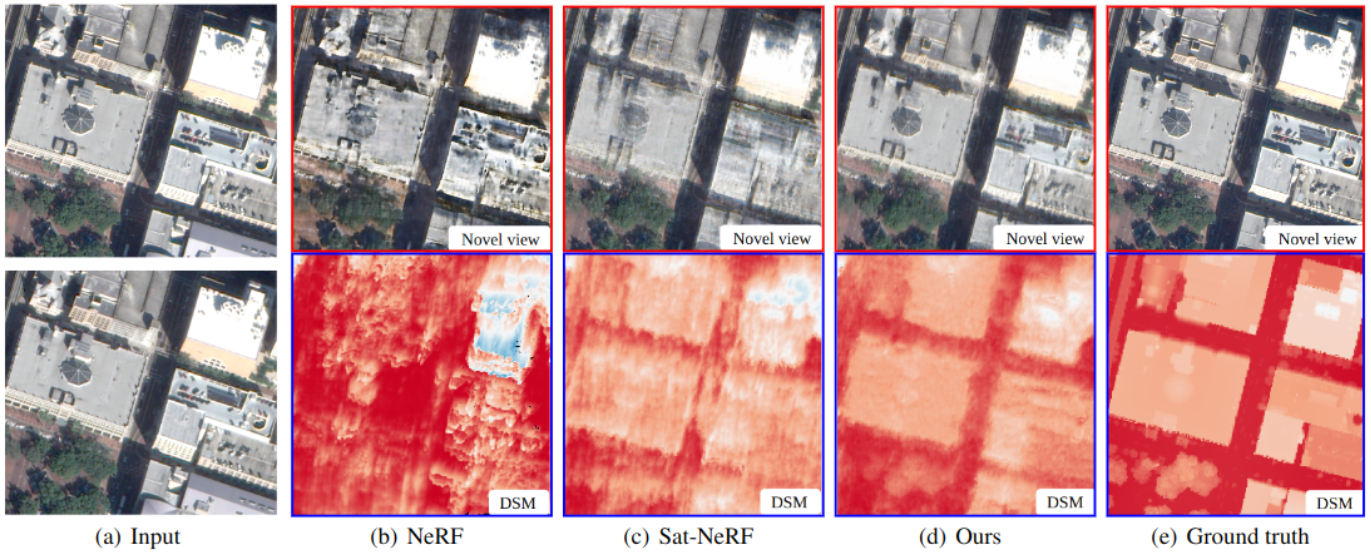 Novel view
Novel view
Novel view
Novel view
DSM
DSM
DSM
DSM
(a) Input
(b) NeRF
(c) Sat-NeRF
(d) Ours
(e) Ground truth